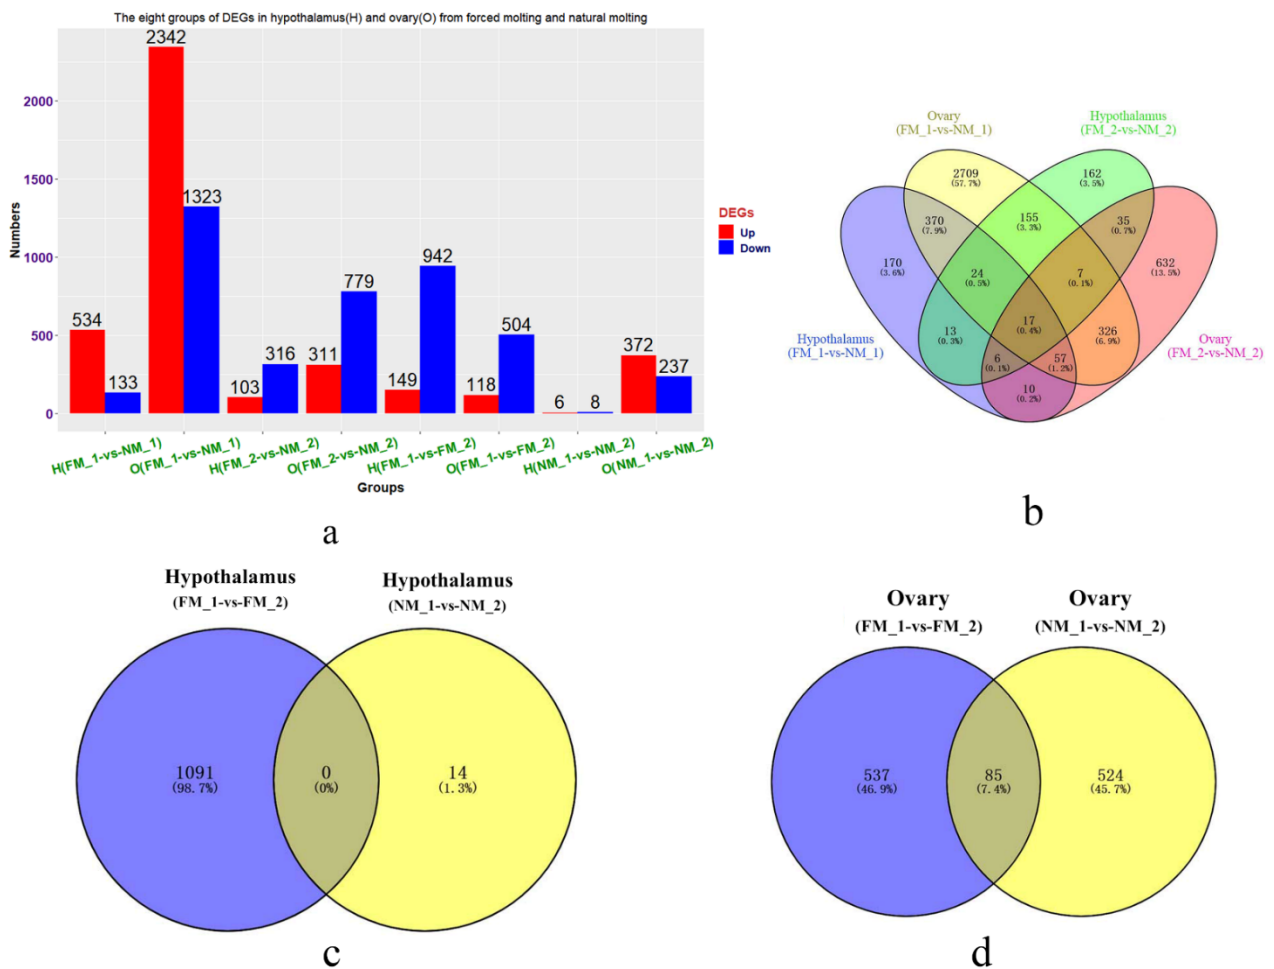 The eight groups of DEGs in hypothalamus(H) and ovary(O) from forced molting and natural molting
Numbers
2000
1500
1000
500
0
534
133
2342
1323
103
316
311
779
149
942
118
504
6
8
372
237
H(FM_1-vs-NM_1)
O(FM_1-vs-NM_1)
H(FM_2-vs-NM_2)
O(FM_2-vs-NM_2)
H(FM_1-vs-FM_2)
O(FM_1-vs-FM_2)
H(NM_1-vs-NM_2)
O(NM_1-vs-NM_2)
Groups
DEGs
Up
Down
a
Ovary
(FM_1-vs-NM_1)
Hypothalamus
(FM_2-vs-NM_2)
Hypothalamus
(FM_1-vs-NM_1)
Ovary
(FM_2-vs-NM_2)
2709
(57.7%)
162
(3.5%)
370
(7.9%)
155
(3.3%)
35
(0.7%)
170
(3.6%)
24
(0.5%)
7
(0.1%)
632
(13.5%)
17
(0.4%)
13
(0.3%)
326
(6.9%)
6
(0.1%)
57
(1.2%)
10
(0.2%)
b
Hypothalamus
(FM_1-vs-FM_2)
Hypothalamus
(NM_1-vs-NM_2)
1091
(98.7%)
0
(0%)
14
(1.3%)
c
Ovary
(FM_1-vs-FM_2)
Ovary
(NM_1-vs-NM_2)
537
(46.9%)
85
(7.4%)
524
(45.7%)
d